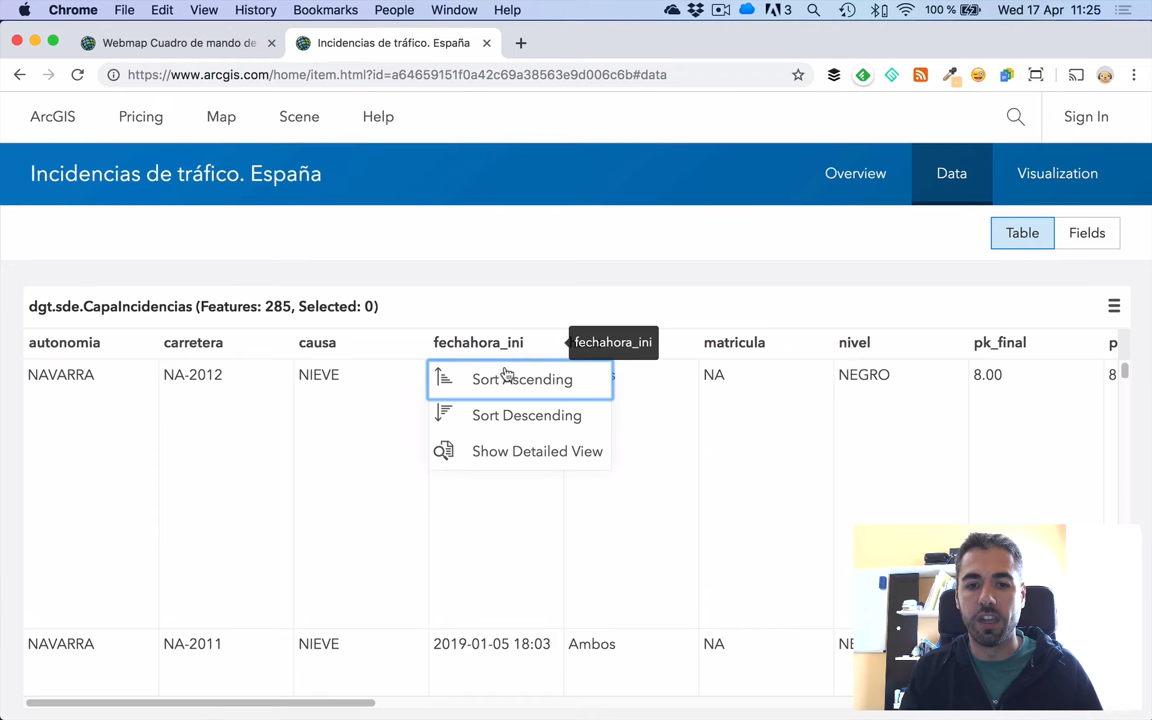 Chrome File Edit View History Bookmarks People Window Help 3 100 % Wed 17 Apr 11:25
Webmap Cuadro de mando de
Incidencias de tráfico. España
https://www.arcgis.com/home/item.html?id=a64659151f0a42c69a38563e9d006c6b#data
ArcGIS Pricing Map Scene Help Sign In
Incidencias de tráfico. España Overview Data Visualization
Table Fields
dgt.sde.CapaIncidencias (Features: 285, Selected: 0)
autonomia carretera causa fechahora_ini fechahora_ini matricula nivel pk_final p
NAVARRA NA-2012 NIEVE Sort Ascending s NA NEGRO 8.00 8
Sort Descending
Show Detailed View
NAVARRA NA-2011 NIEVE 2019-01-05 18:03 Ambos NA NE